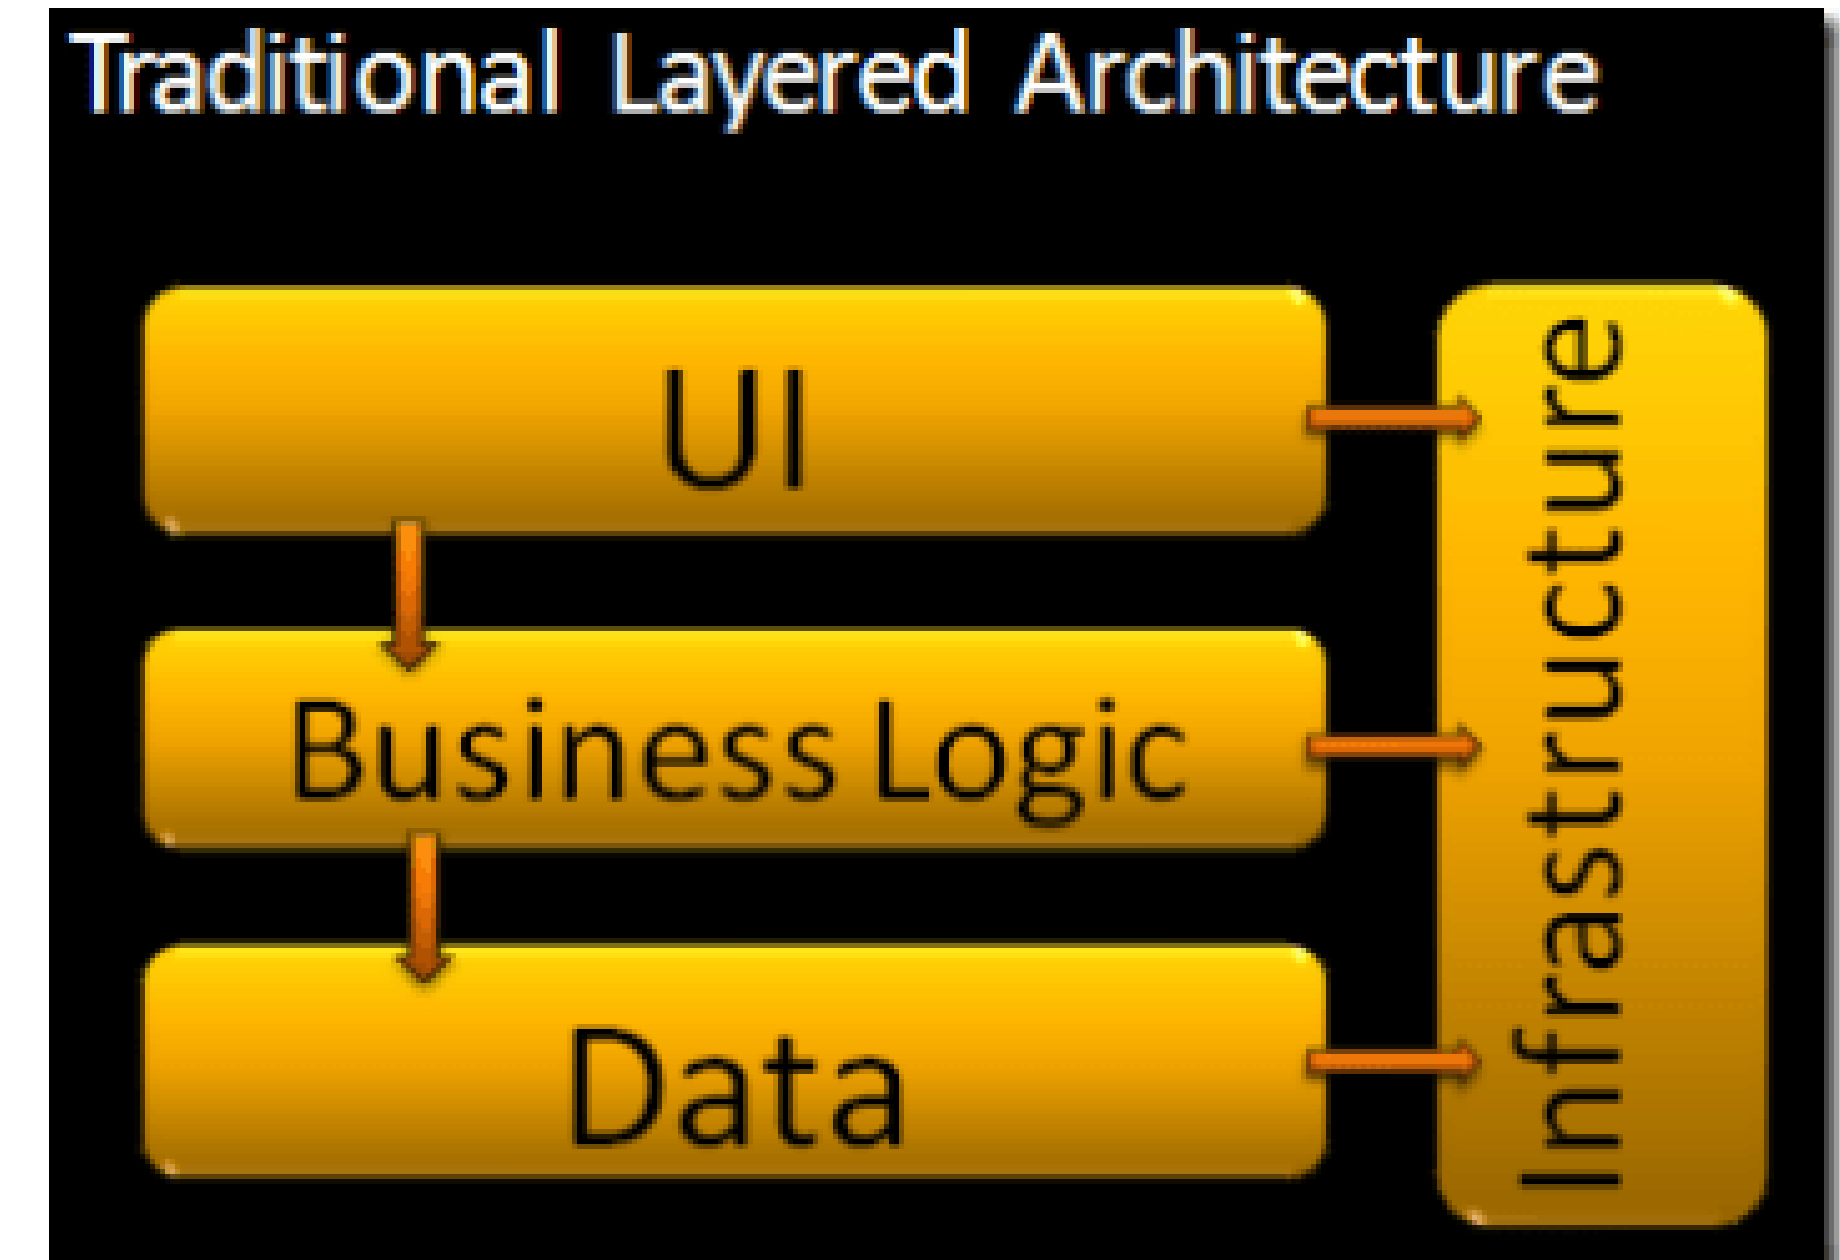 Traditional Layered Architecture
UI
Business Logic
Data
Infrastructure